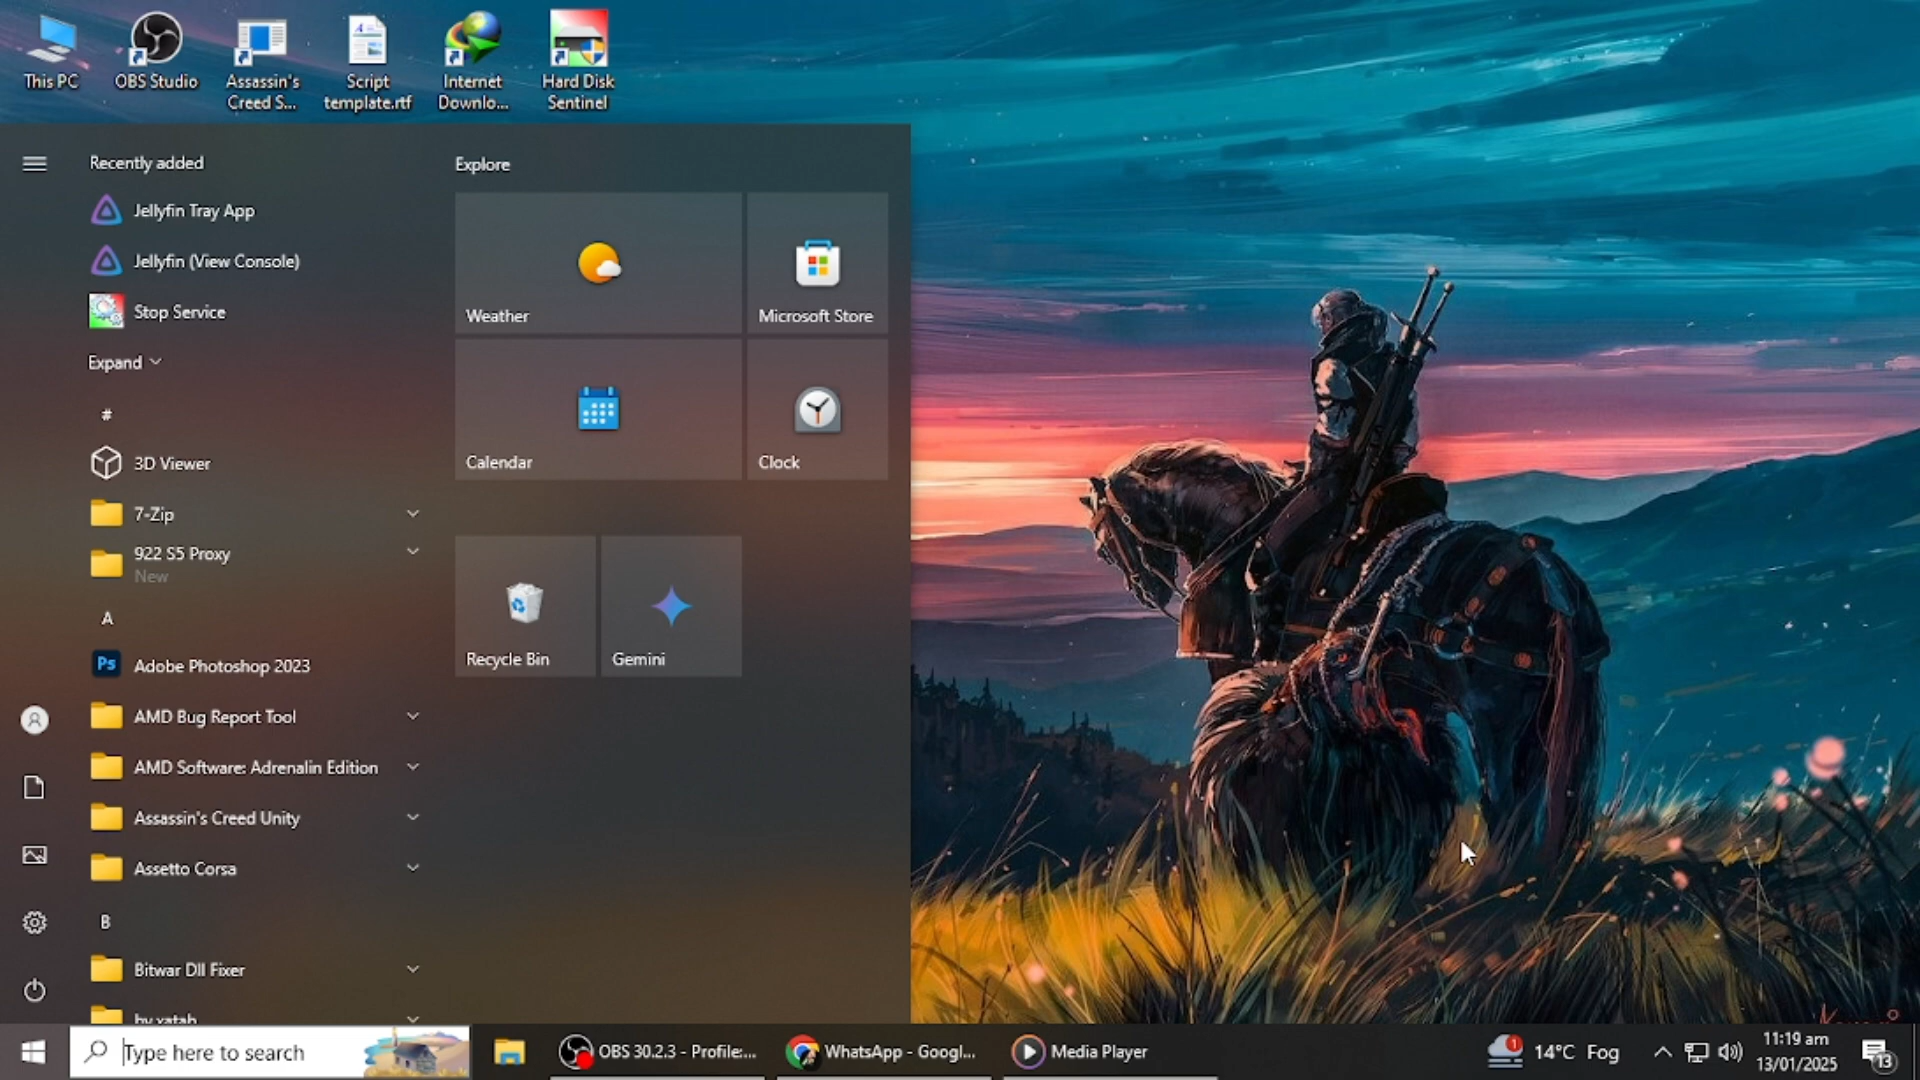 This PC
OBS Studio
Assassin's
Creed S...
Script
template.rtf
Internet
Downlo...
Hard Disk
Sentinel
Recently added
Jellyfin Tray App
Jellyfin (View Console)
Stop Service
Expand
#
3D Viewer
7-Zip
922 S5 Proxy
New
A
Ps
Adobe Photoshop 2023
AMD Bug Report Tool
AMD Software: Adrenalin Edition
Assassin's Creed Unity
Assetto Corsa
B
Bitwar Dll Fixer
by xatab
Explore
Weather
Microsoft Store
Calendar
Clock
Recycle Bin
Gemini
Type here to search
OBS 30.2.3 - Profile:...
WhatsApp - Googl...
Media Player
1
14°C Fog
11:19 am
13/01/2025
13